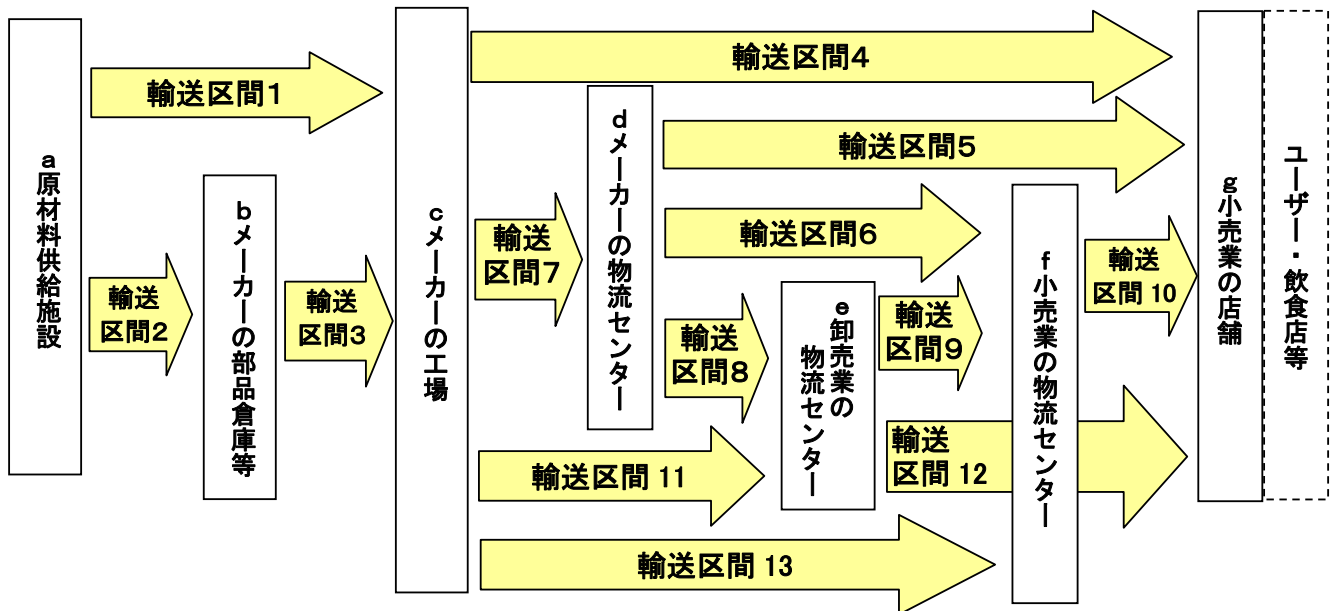 a原材料供給施設
輸送区間1
輸送
区間2
bメーカーの部品倉庫等
輸送
区間3
cメーカーの工場
輸送区間4
dメーカーの物流センター
輸送区間5
輸送
区間7
輸送区間6
輸送
区間8
e卸売業の
物流センター
輸送
区間9
f小売業の物流センター
輸送
区間 10
輸送区間 11
輸送
区間 12
輸送区間 13
g小売業の店舗
ユーザー・飲食店等